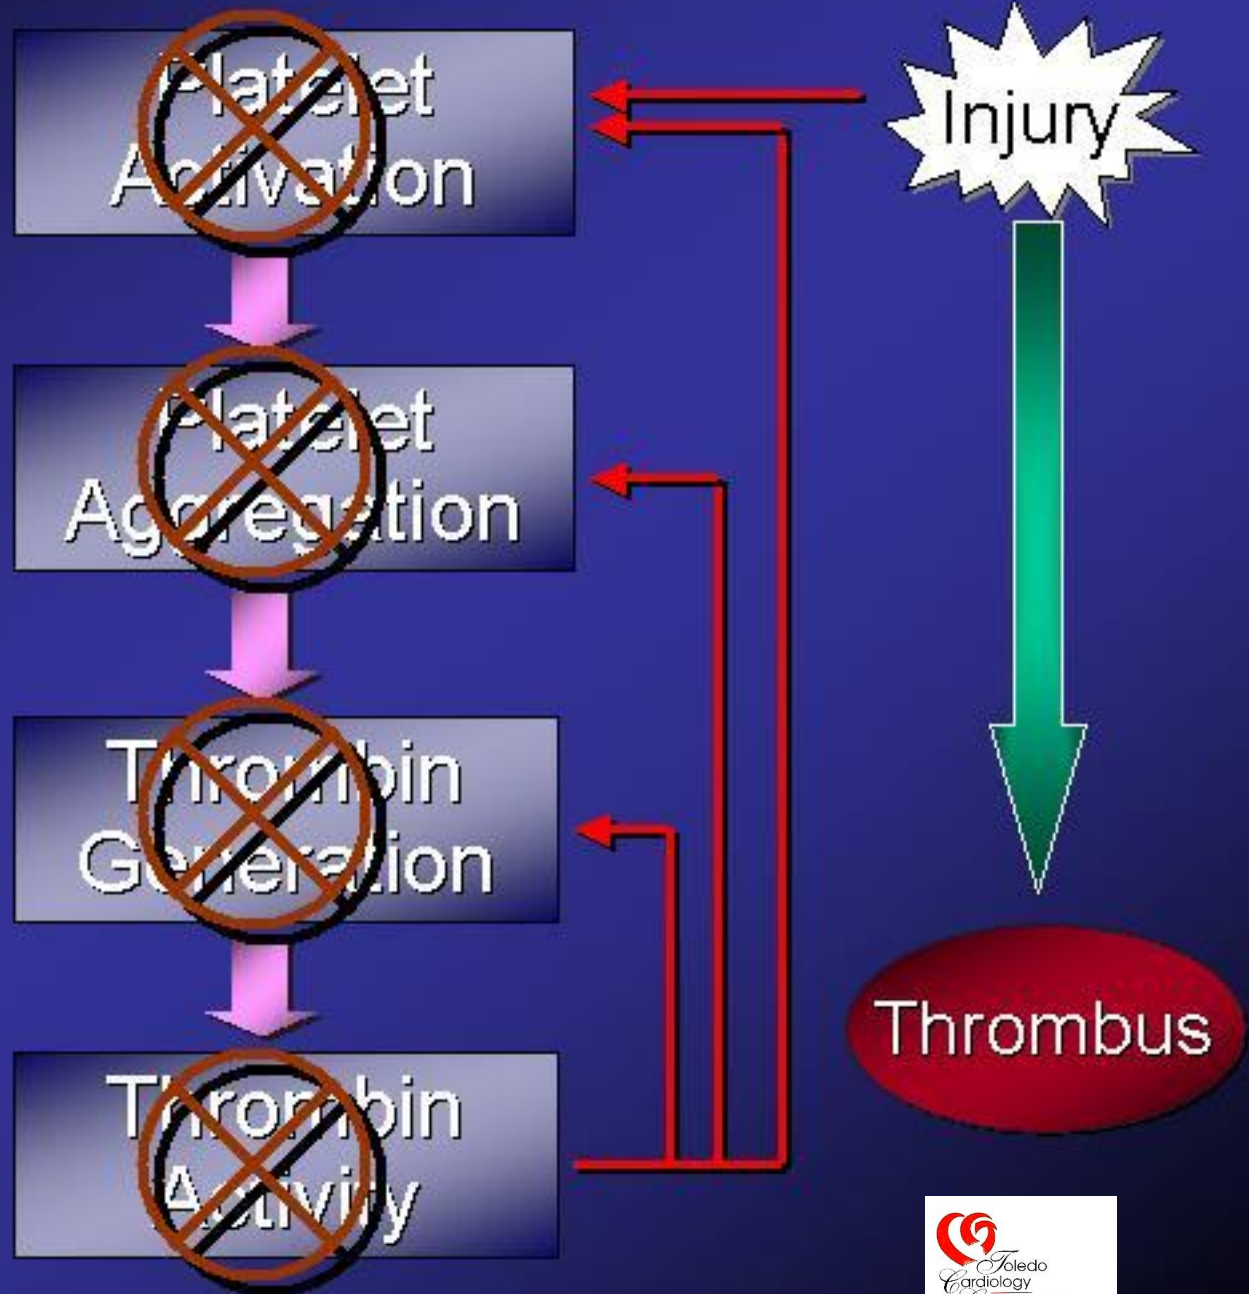 Platelet
Activation
Injury
Platelet
Aggregation
Thrombin
Generation
Thrombus
Thrombin
Activity
Toledo
Cardiology